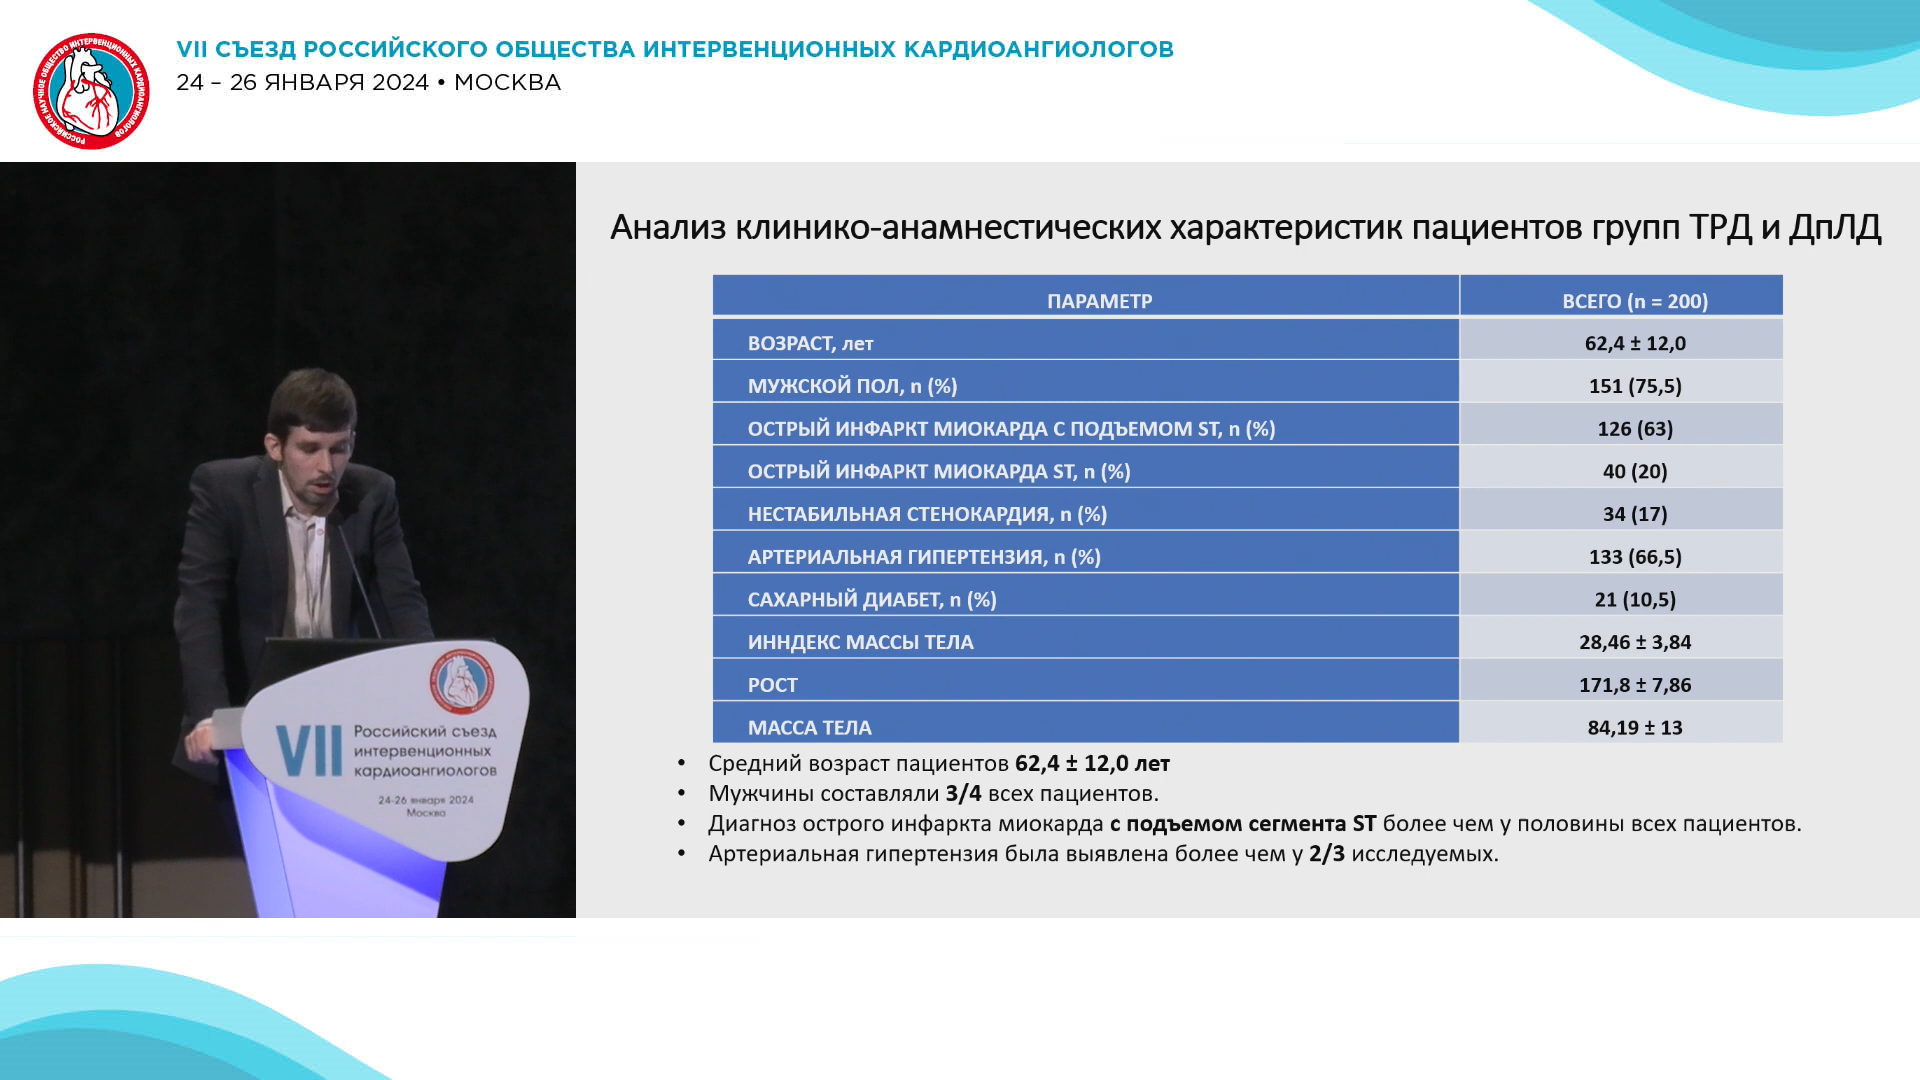 VII СЪЕЗД РОССИЙСКОГО ОБЩЕСТВА ИНТЕРВЕНЦИОННЫХ КАРДИОАНГИОЛОГОВ
24 – 26 ЯНВАРЯ 2024 • МОСКВА
РОССИЙСКОЕ НАУЧНОЕ ОБЩЕСТВО ИНТЕРВЕНЦИОННЫХ КАРДИОАНГИОЛОГОВ
Анализ клинико-анамнестических характеристик пациентов групп ТРД и ДпЛД
ПАРАМЕТР ВСЕГО (n = 200)
ВОЗРАСТ, лет 62,4 ± 12,0
МУЖСКОЙ ПОЛ, n (%) 151 (75,5)
ОСТРЫЙ ИНФАРКТ МИОКАРДА С ПОДЪЕМОМ ST, n (%) 126 (63)
ОСТРЫЙ ИНФАРКТ МИОКАРДА ST, n (%) 40 (20)
НЕСТАБИЛЬНАЯ СТЕНОКАРДИЯ, n (%) 34 (17)
АРТЕРИАЛЬНАЯ ГИПЕРТЕНЗИЯ, n (%) 133 (66,5)
САХАРНЫЙ ДИАБЕТ, n (%) 21 (10,5)
ИННДЕКС МАССЫ ТЕЛА 28,46 ± 3,84
РОСТ 171,8 ± 7,86
МАССА ТЕЛА 84,19 ± 13
• Средний возраст пациентов 62,4 ± 12,0 лет
• Мужчины составляли 3/4 всех пациентов.
• Диагноз острого инфаркта миокарда с подъемом сегмента ST более чем у половины всех пациентов.
• Артериальная гипертензия была выявлена более чем у 2/3 исследуемых.
VII Российский съезд
интервенционных
кардиоангиологов
24-26 января 2024
Москва